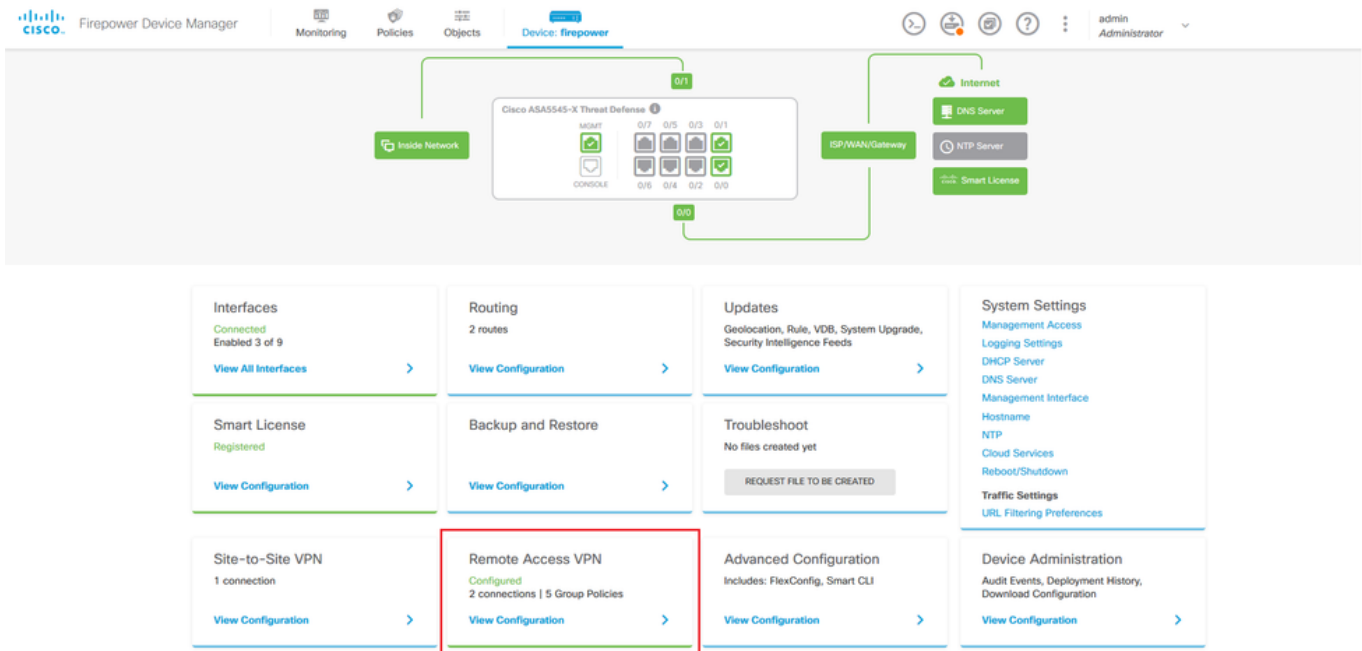 CISCO
Firepower Device Manager
Monitoring
Policies
Objects
Device: firepower
admin
Administrator
0/1
Internet
Cisco ASA5545-X Threat Defense
DNS Server
MGMT
0/7 0/5 0/3 0/1
Inside Network
ISP/WAN/Gateway
NTP Server
CONSOLE
0/6 0/4 0/2 0/0
Smart License
0/0
Interfaces
Connected
Enabled 3 of 9
View All Interfaces
Routing
2 routes
View Configuration
Updates
Geolocation, Rule, VDB, System Upgrade,
Security Intelligence Feeds
View Configuration
System Settings
Management Access
Logging Settings
DHCP Server
DNS Server
Management Interface
Hostname
NTP
Cloud Services
Reboot/Shutdown
Traffic Settings
URL Filtering Preferences
Smart License
Registered
View Configuration
Backup and Restore
View Configuration
Troubleshoot
No files created yet
REQUEST FILE TO BE CREATED
Site-to-Site VPN
1 connection
View Configuration
Remote Access VPN
Configured
2 connections | 5 Group Policies
View Configuration
Advanced Configuration
Includes: FlexConfig, Smart CLI
View Configuration
Device Administration
Audit Events, Deployment History,
Download Configuration
View Configuration